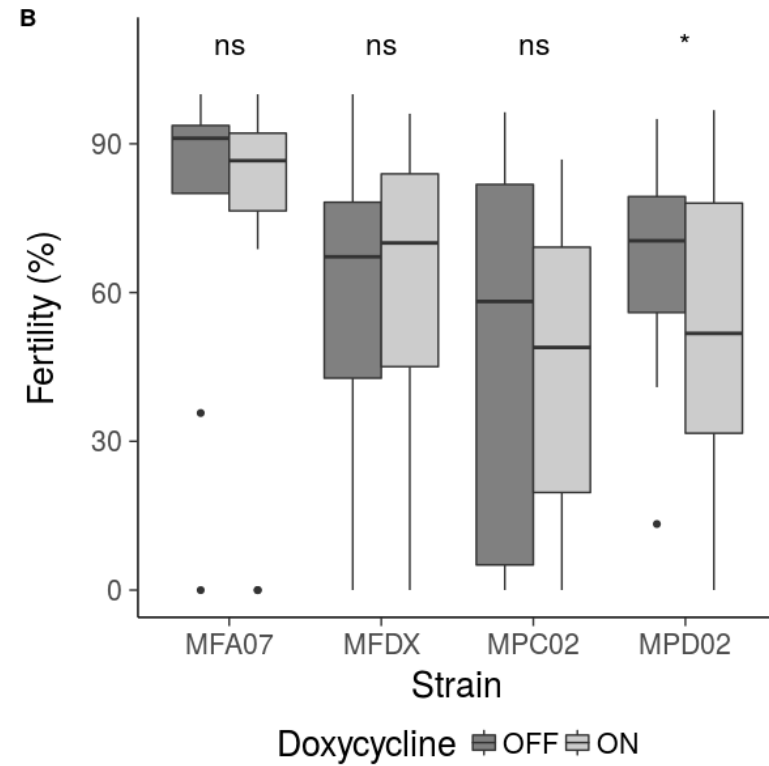 B
ns ns ns *
90
60
30
0
Fertility (%)
MFA07 MFDX MPC02 MPD02
Strain
Doxycycline OFF ON